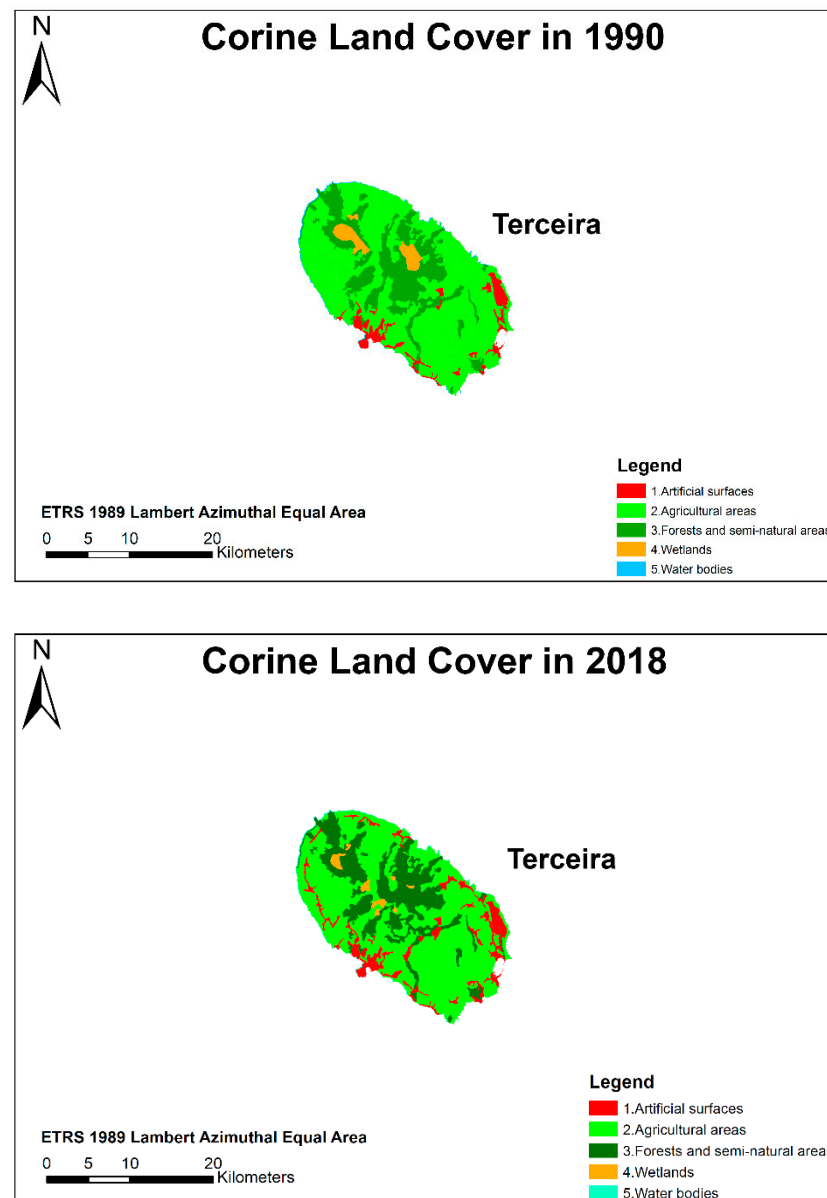 Corine Land Cover in 1990
N
Terceira
Legend
1.Artificial surfaces
2.Agricultural areas
3.Forests and semi-natural areas
4.Wetlands
5.Water bodies
ETRS 1989 Lambert Azimuthal Equal Area
0 5 10 20
Kilometers
Corine Land Cover in 2018
N
Terceira
Legend
1.Artificial surfaces
2.Agricultural areas
3.Forests and semi-natural areas
4.Wetlands
5.Water bodies
ETRS 1989 Lambert Azimuthal Equal Area
0 5 10 20
Kilometers